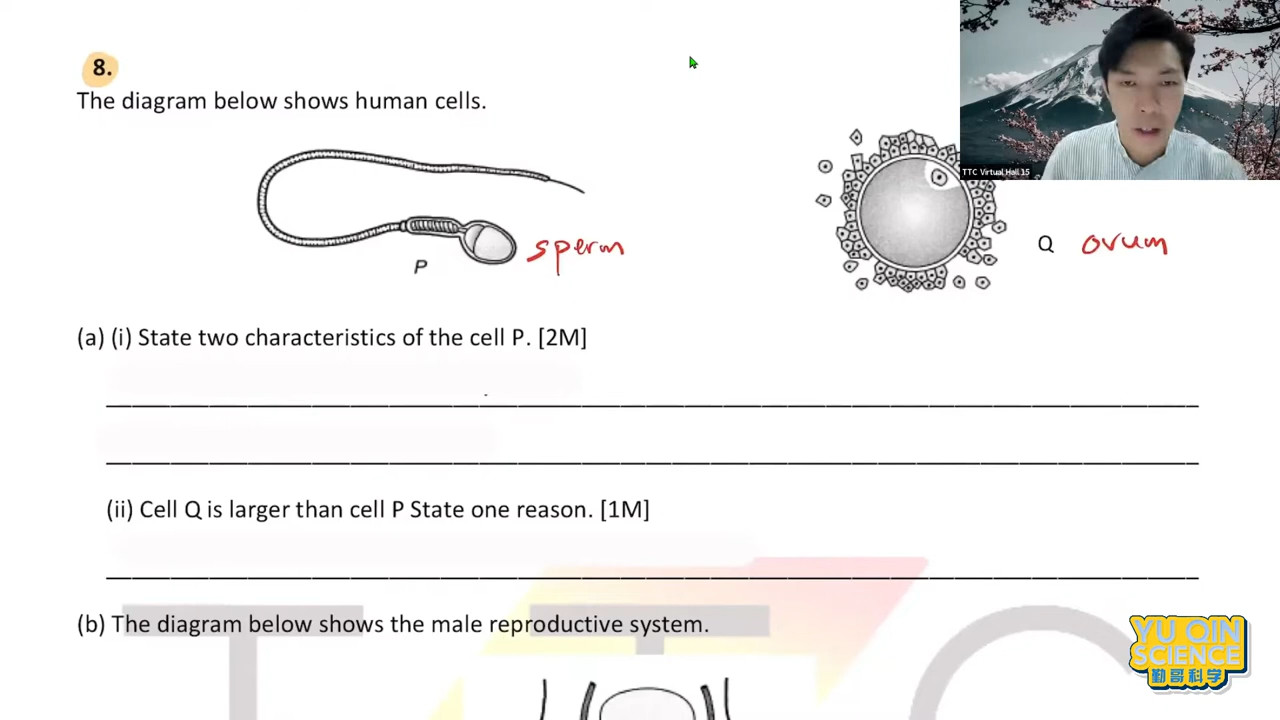 8.
The diagram below shows human cells.
TTC Virtual Hall 15
sperm
P
Q ovum
(a) (i) State two characteristics of the cell P. [2M]
(ii) Cell Q is larger than cell P State one reason. [1M]
(b) The diagram below shows the male reproductive system.
TTC
YU QIN
SCIENCE
勤哥科学